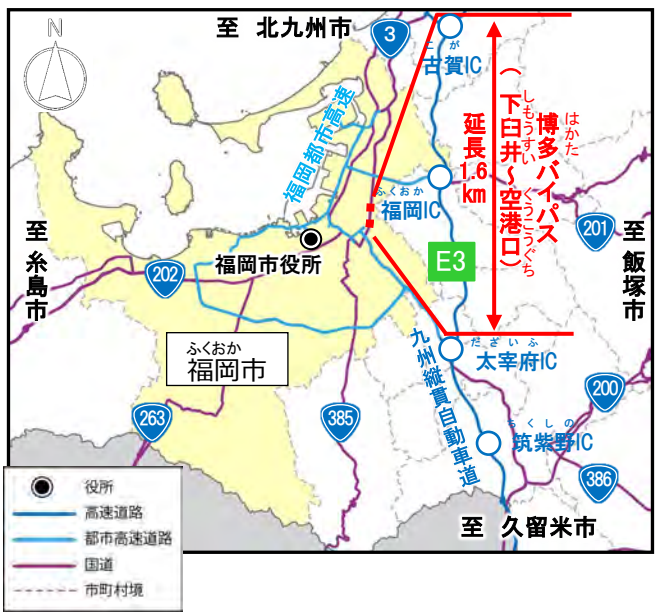 N
至 北九州市
3
こが
古賀IC
福岡都市高速
ふくおか
福岡IC
はかた
博多バイパス
しもうすい くうこうぐち
(下臼井~空港口)
延長1.6km
201
至 糸島市
至 飯塚市
202
福岡市役所
E3
ふくおか
福岡市
だざいふ
太宰府IC
九州縦貫自動車道
263
385
200
ちくしの
筑紫野IC
386
至 久留米市
役所
高速道路
都市高速道路
国道
市町村境